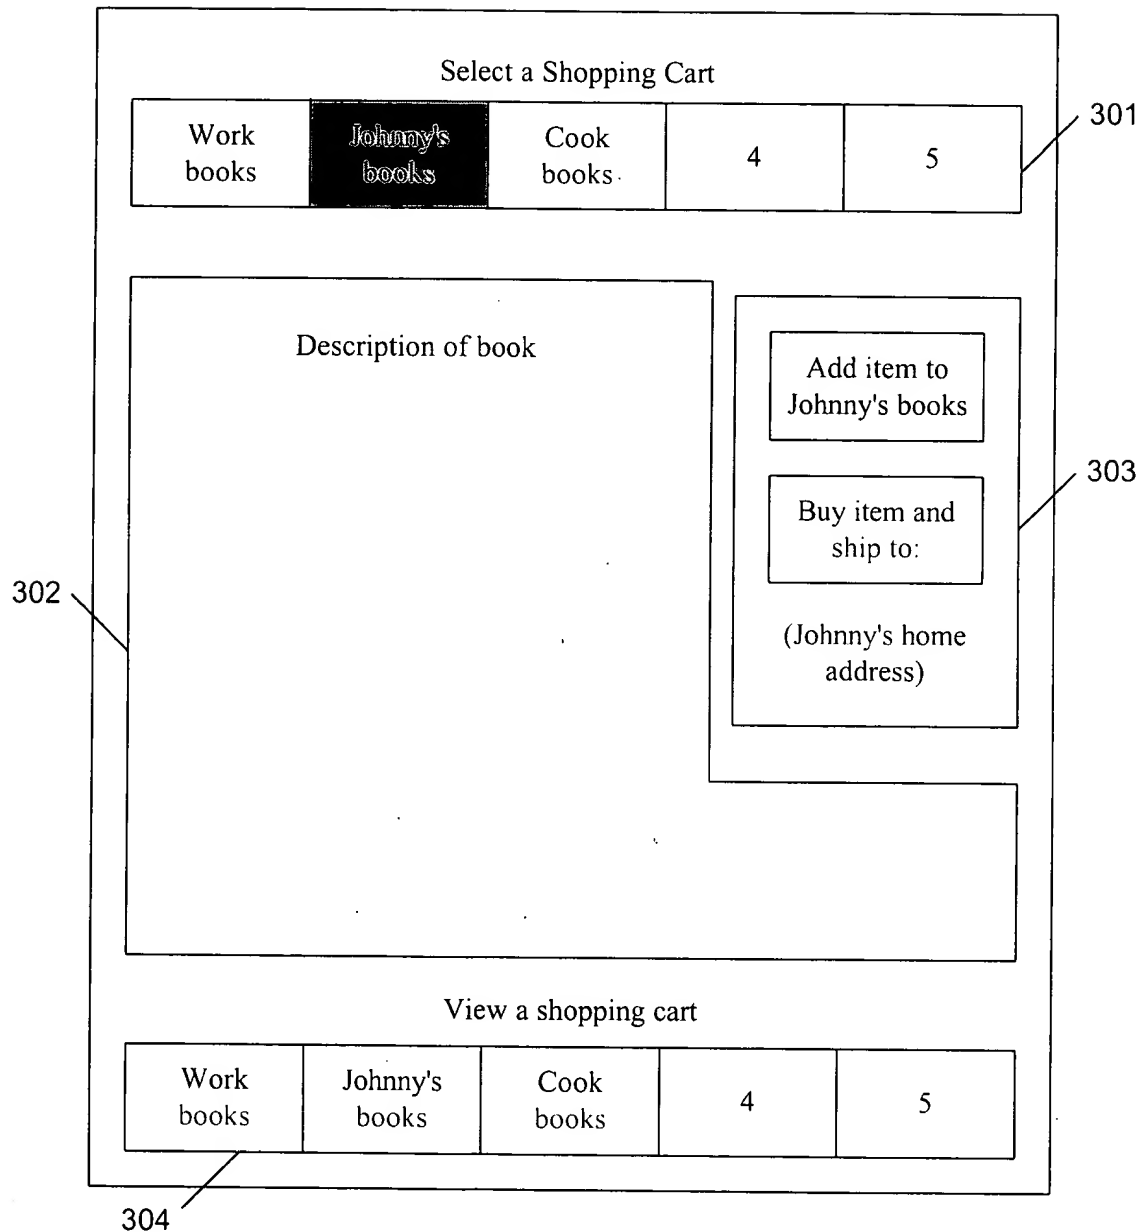 Select a Shopping Cart
301
Work
books
Johnny's
books
Cook
books
4
5
Description of book
Add item to
Johnny's books
303
Buy item and
ship to:
(Johnny's home
address)
302
View a shopping cart
Work
books
Johnny's
books
Cook
books
4
5
304